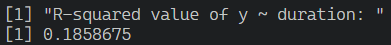 [1] "R-squared value of y ~ duration: "
[1] 0.1858675